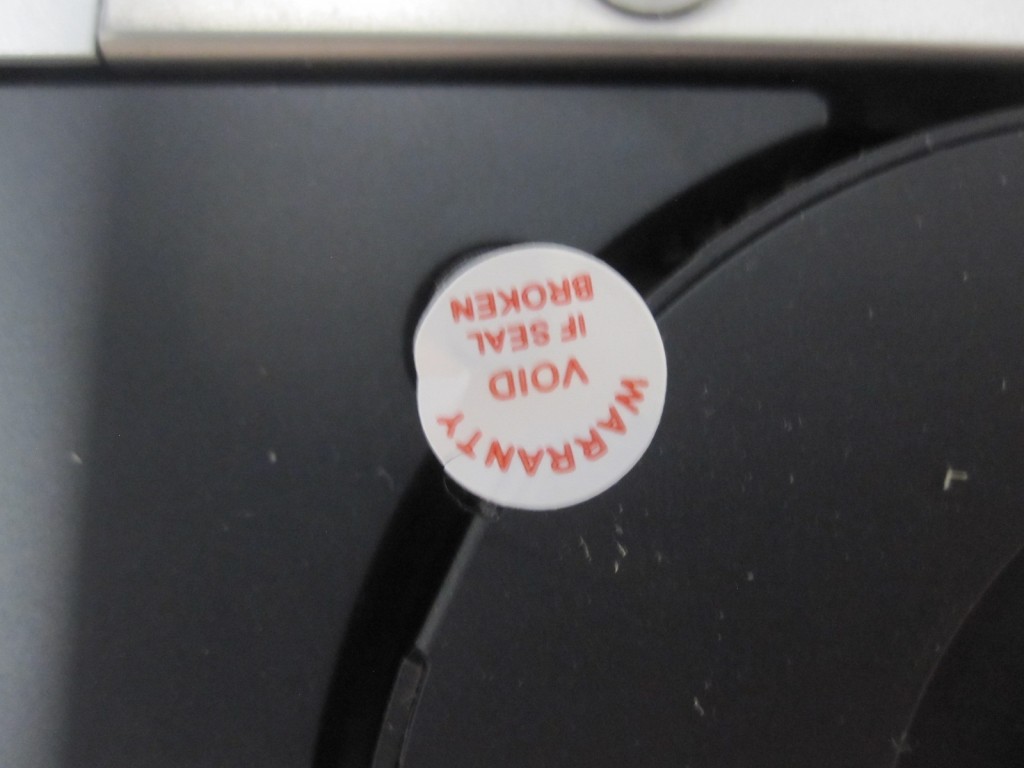 WARRANTY
VOID
IF SEAL
BROKEN